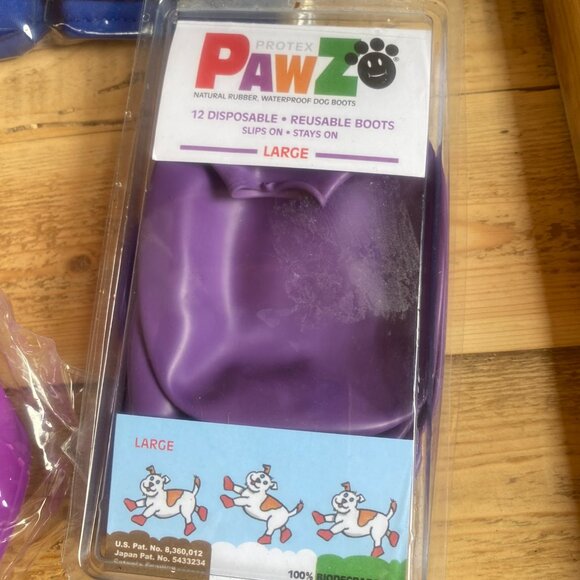 PROTEX
PAWZ
NATURAL RUBBER, WATERPROOF DOG BOOTS
12 DISPOSABLE • REUSABLE BOOTS
SLIPS ON • STAYS ON
LARGE
LARGE
U.S. Pat. No. 8,360,012
Japan Pat. No. 5433234
100%